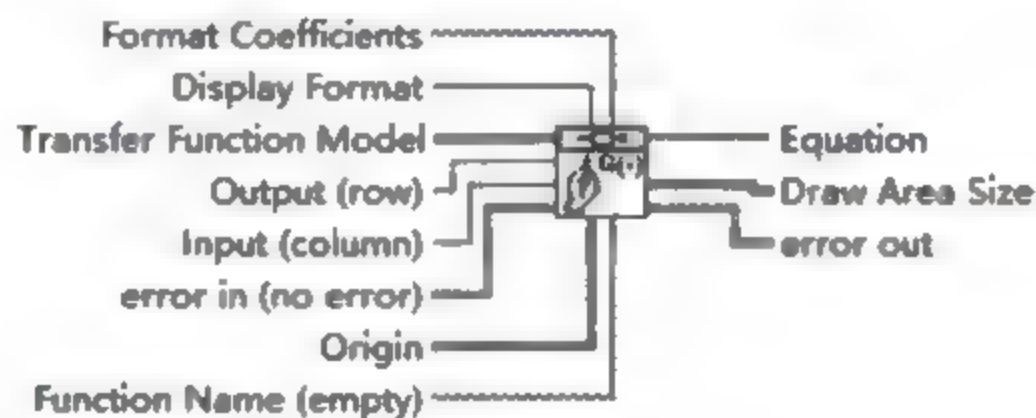 Format Coefficients
Display Format
Transfer Function Model
Output (row)
Input (column)
error in (no error)
Origin
Function Name (empty)
Equation
Draw Area Size
error out